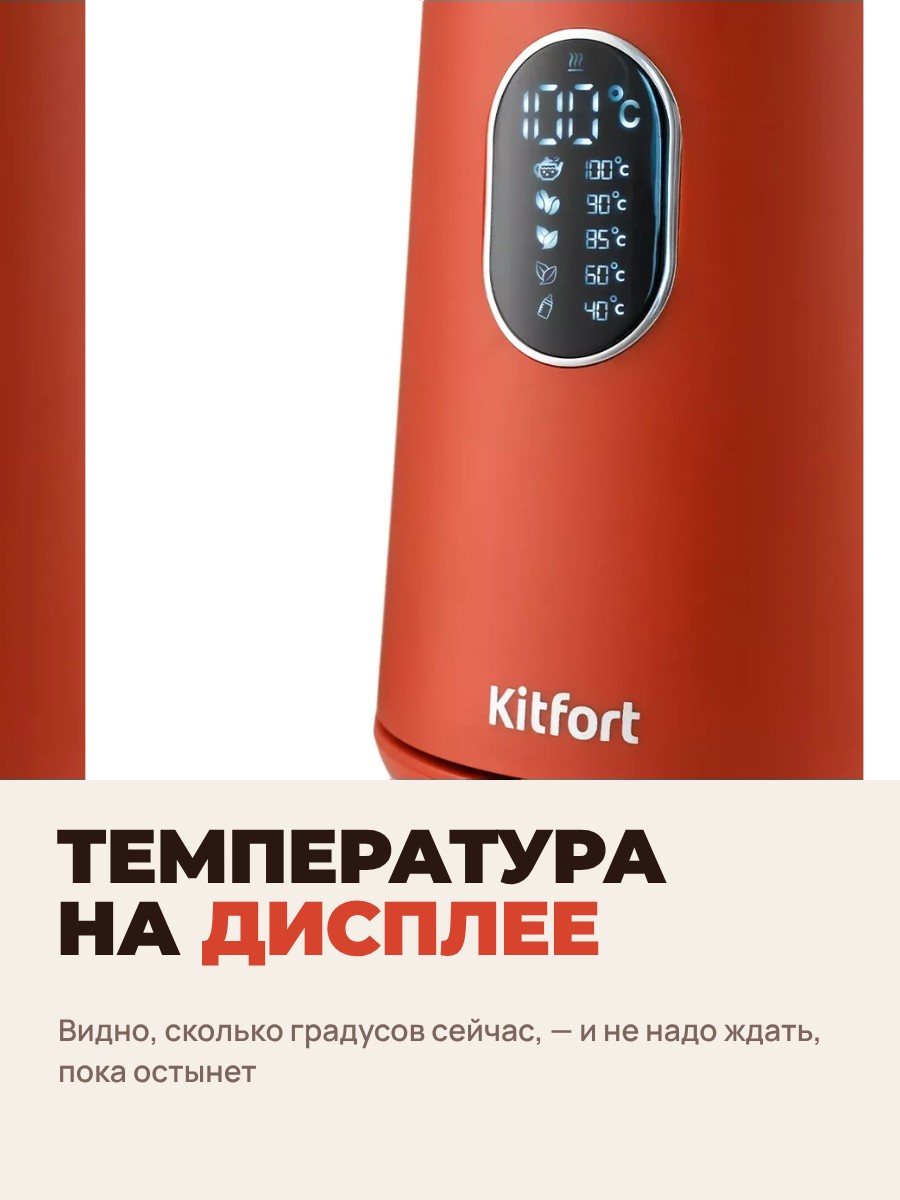 100°C
100°C
90°C
85°C
60°C
40°C
Kitfort
ТЕМПЕРАТУРА
НА ДИСПЛЕЕ
Видно, сколько градусов сейчас, — и не надо ждать,
пока остынет